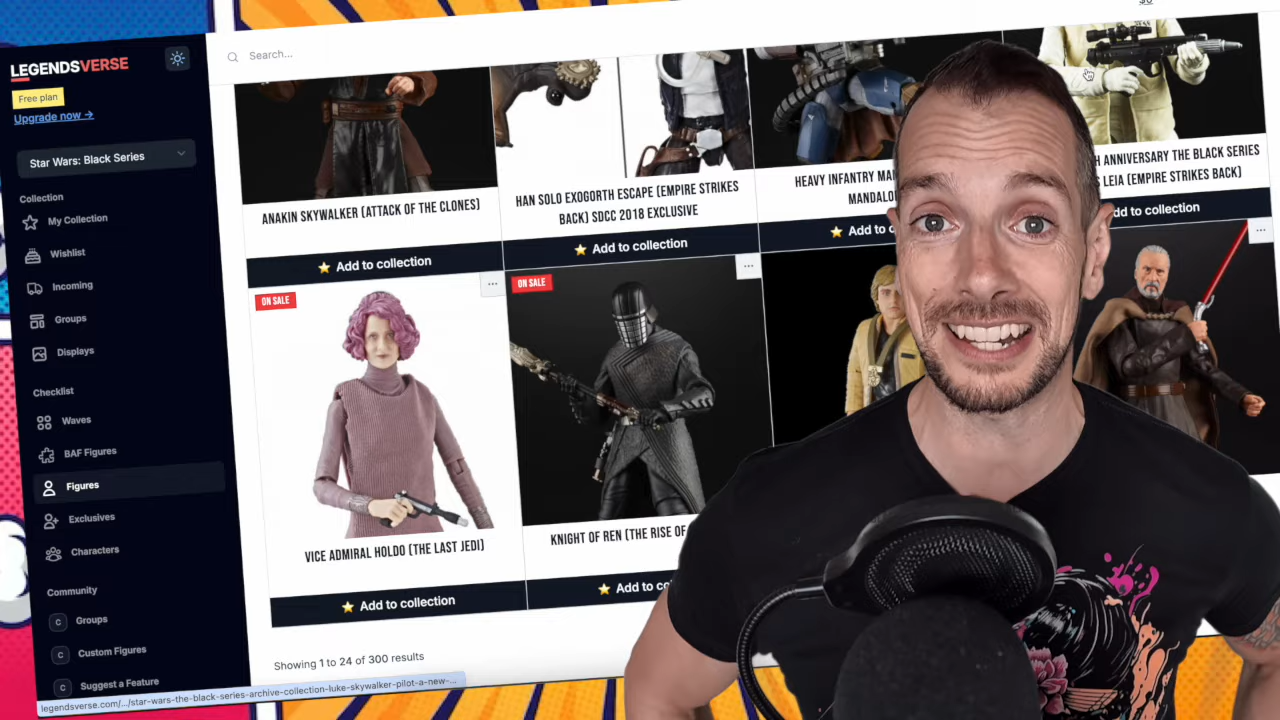 LEGENDSVERSE
Free plan
Upgrade now →
Star Wars: Black Series
Collection
My Collection
Wishlist
Incoming
Groups
Displays
Checklist
Waves
BAF Figures
Figures
Exclusives
Characters
Community
C Groups
C Custom Figures
C Suggest a Feature
Search...
ANAKIN SKYWALKER (ATTACK OF THE CLONES)
Add to collection
HAN SOLO EXOGORTH ESCAPE (EMPIRE STRIKES
BACK) SDCC 2018 EXCLUSIVE
Add to collection
HEAVY INFANTRY
Add to
H ANNIVERSARY THE BLACK SERIES
LEIA (EMPIRE STRIKES BACK)
dd to collection
ON SALE
VICE ADMIRAL HOLDO (THE LAST JEDI)
Add to collection
ON SALE
KNIGHT OF REN (THE RISE OF
Add to
Showing 1 to 24 of 300 results
legendsverse.com/.../star-wars-the-black-series-archive-collection-luke-skywalker-pilot-a-new-...